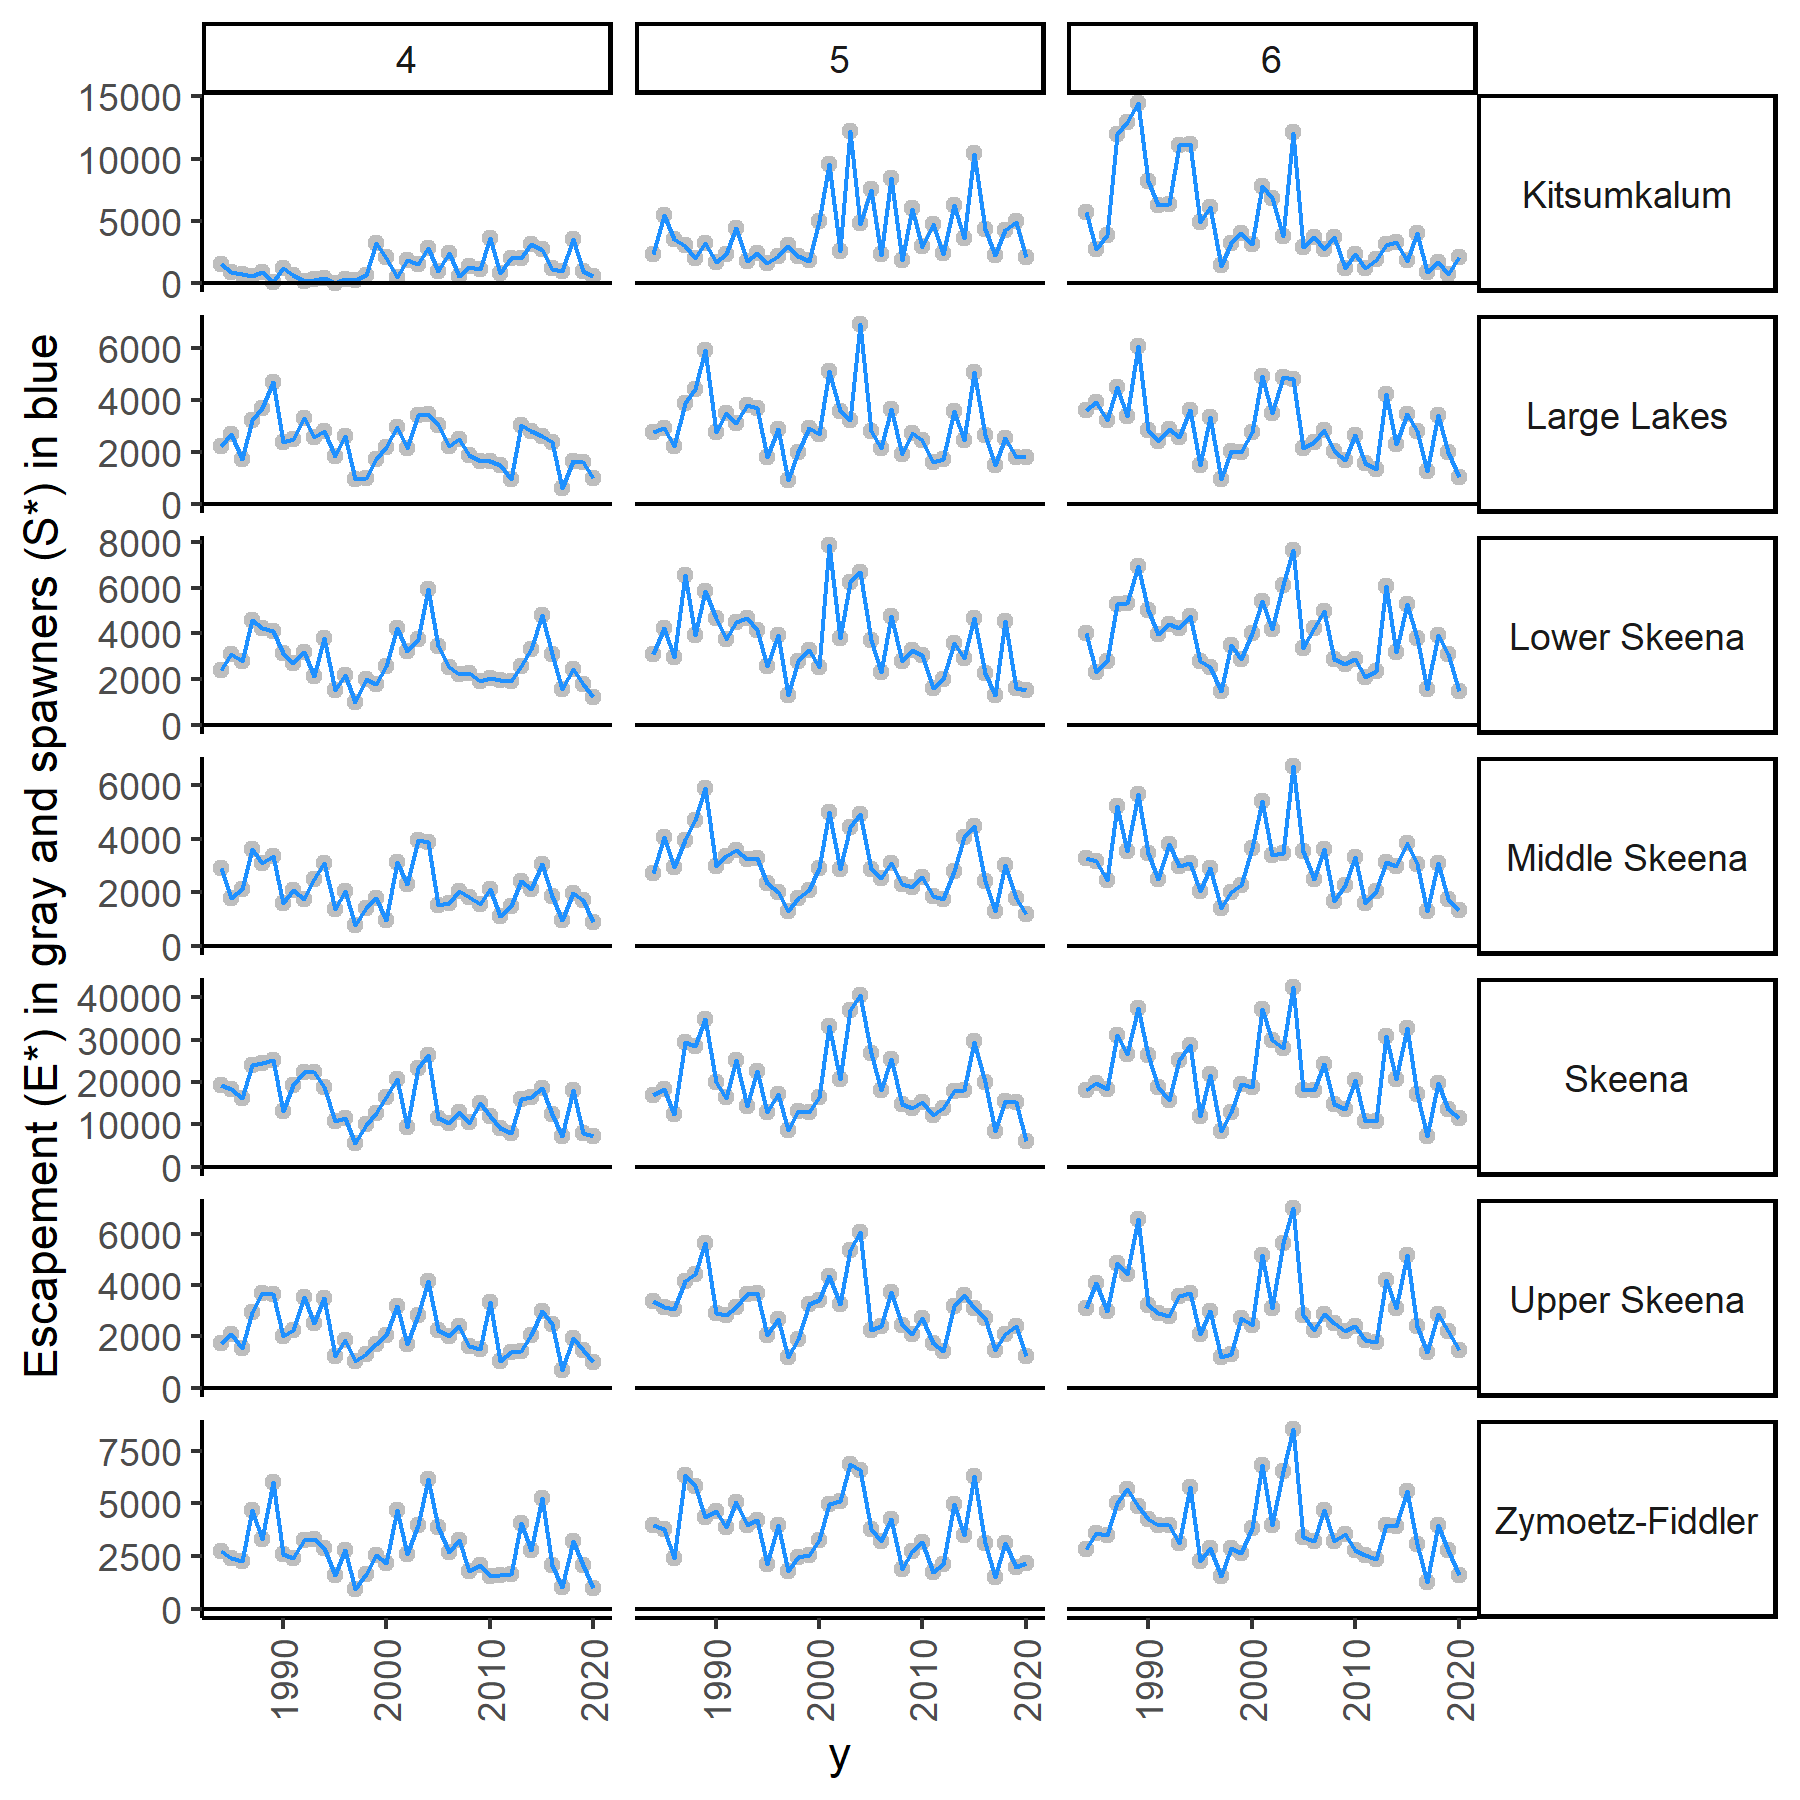 4 5 6
15000
10000
5000
0
Kitsumkalum
6000
4000
2000
0
Large Lakes
8000
6000
4000
2000
0
Lower Skeena
6000
4000
2000
0
Middle Skeena
40000
30000
20000
10000
0
Skeena
6000
4000
2000
0
Upper Skeena
7500
5000
2500
0
Zymoetz-Fiddler
Escapement (E*) in gray and spawners (S*) in blue
1990 2000 2010 2020 1990 2000 2010 2020 1990 2000 2010 2020
y